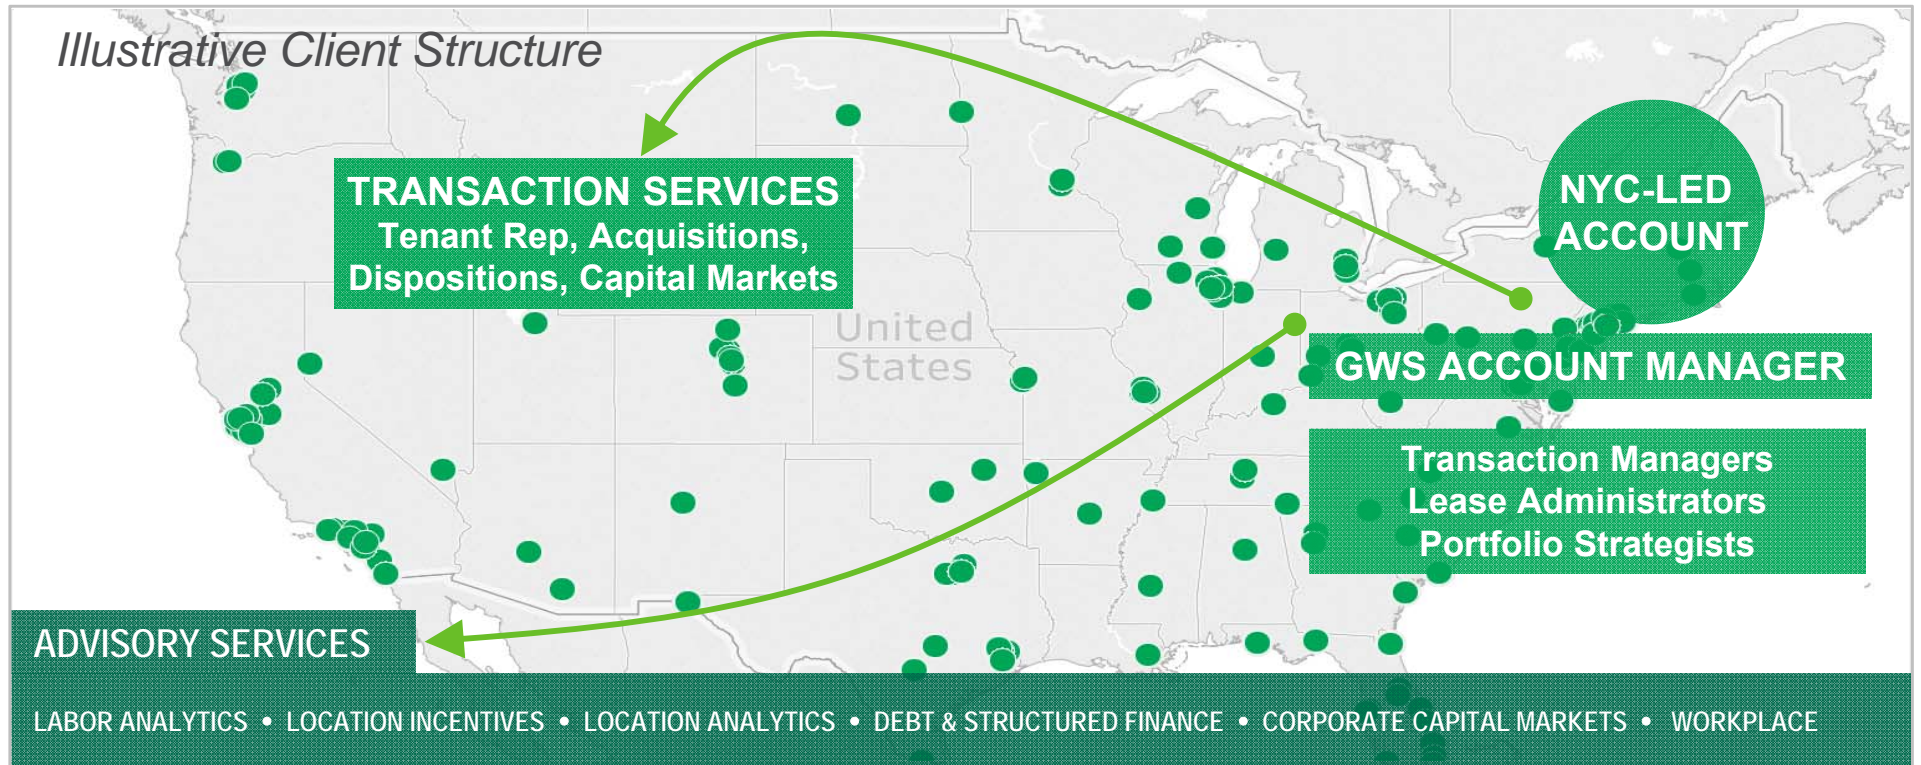 Illustrative Client Structure
TRANSACTION SERVICES
Tenant Rep, Acquisitions,
Dispositions, Capital Markets
NYC-LED
ACCOUNT
United
States
GWS ACCOUNT MANAGER
Transaction Managers
Lease Administrators
Portfolio Strategists
ADVISORY SERVICES
LABOR ANALYTICS • LOCATION INCENTIVES • LOCATION ANALYTICS • DEBT & STRUCTURED FINANCE • CORPORATE CAPITAL MARKETS • WORKPLACE